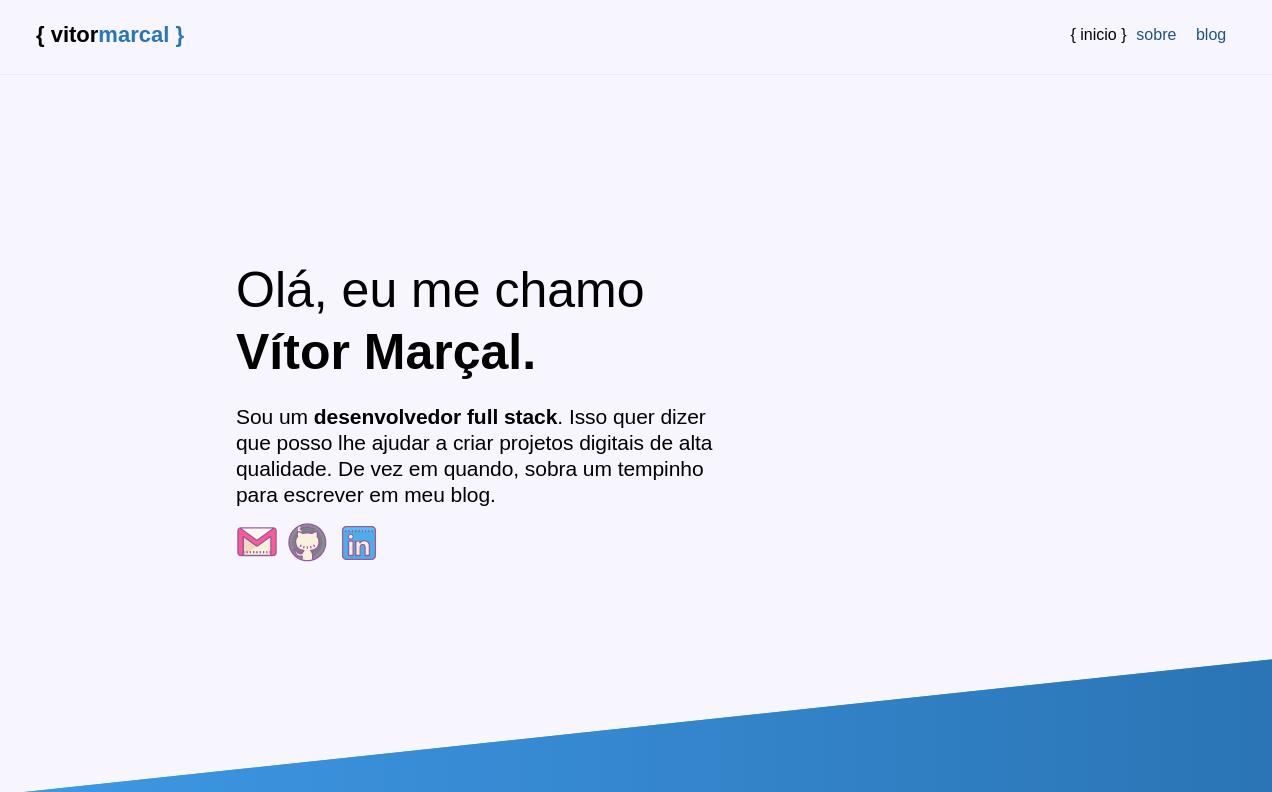 { vitormarcal }
{ inicio } sobre blog
Olá, eu me chamo
Vítor Marçal.
Sou um desenvolvedor full stack. Isso quer dizer
que posso lhe ajudar a criar projetos digitais de alta
qualidade. De vez em quando, sobra um tempinho
para escrever em meu blog.
in